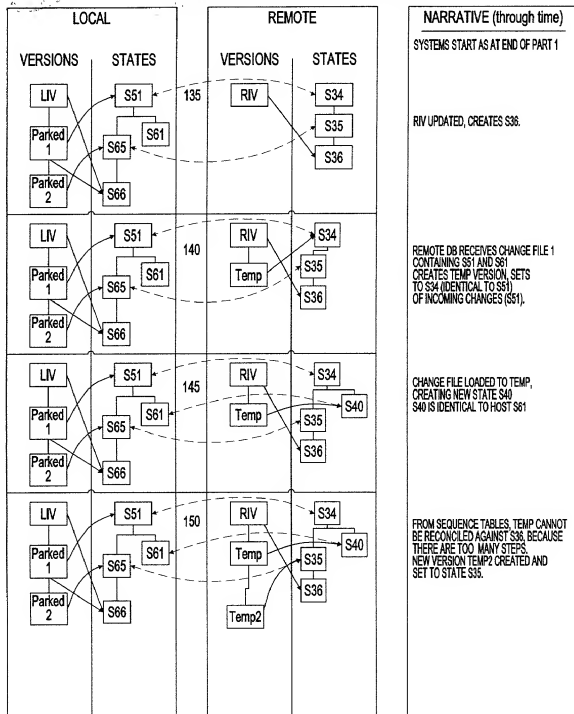 LOCAL
REMOTE
NARRATIVE (through time)
VERSIONS STATES
VERSIONS STATES
SYSTEMS START AS AT END OF PART 1
LIV
S51
135
RIV
S34
Parked
1
S61
S65
S35
RIV UPDATED, CREATES S36.
Parked
2
S66
S36
LIV
S51
140
RIV
S34
Parked
1
S61
S65
Temp
S35
Parked
2
S66
S36
REMOTE DB RECEIVES CHANGE FILE 1
CONTAINING S51 AND S61
CREATES TEMP VERSION, SETS
TO S34 (IDENTICAL TO S51)
OF INCOMING CHANGES (S51).
LIV
S51
145
RIV
S34
Parked
1
S61
S65
Temp
S40
S35
Parked
2
S66
S36
CHANGE FILE LOADED TO TEMP,
CREATING NEW STATE S40
S40 IS IDENTICAL TO HOST S61
LIV
S51
150
RIV
S34
Parked
1
S61
S65
Temp
S40
S35
Parked
2
S66
S36
Temp2
FROM SEQUENCE TABLES, TEMP CANNOT
BE RECONCILED AGAINST S36, BECAUSE
THERE ARE TOO MANY STEPS.
NEW VERSION TEMP2 CREATED AND
SET TO STATE S35.